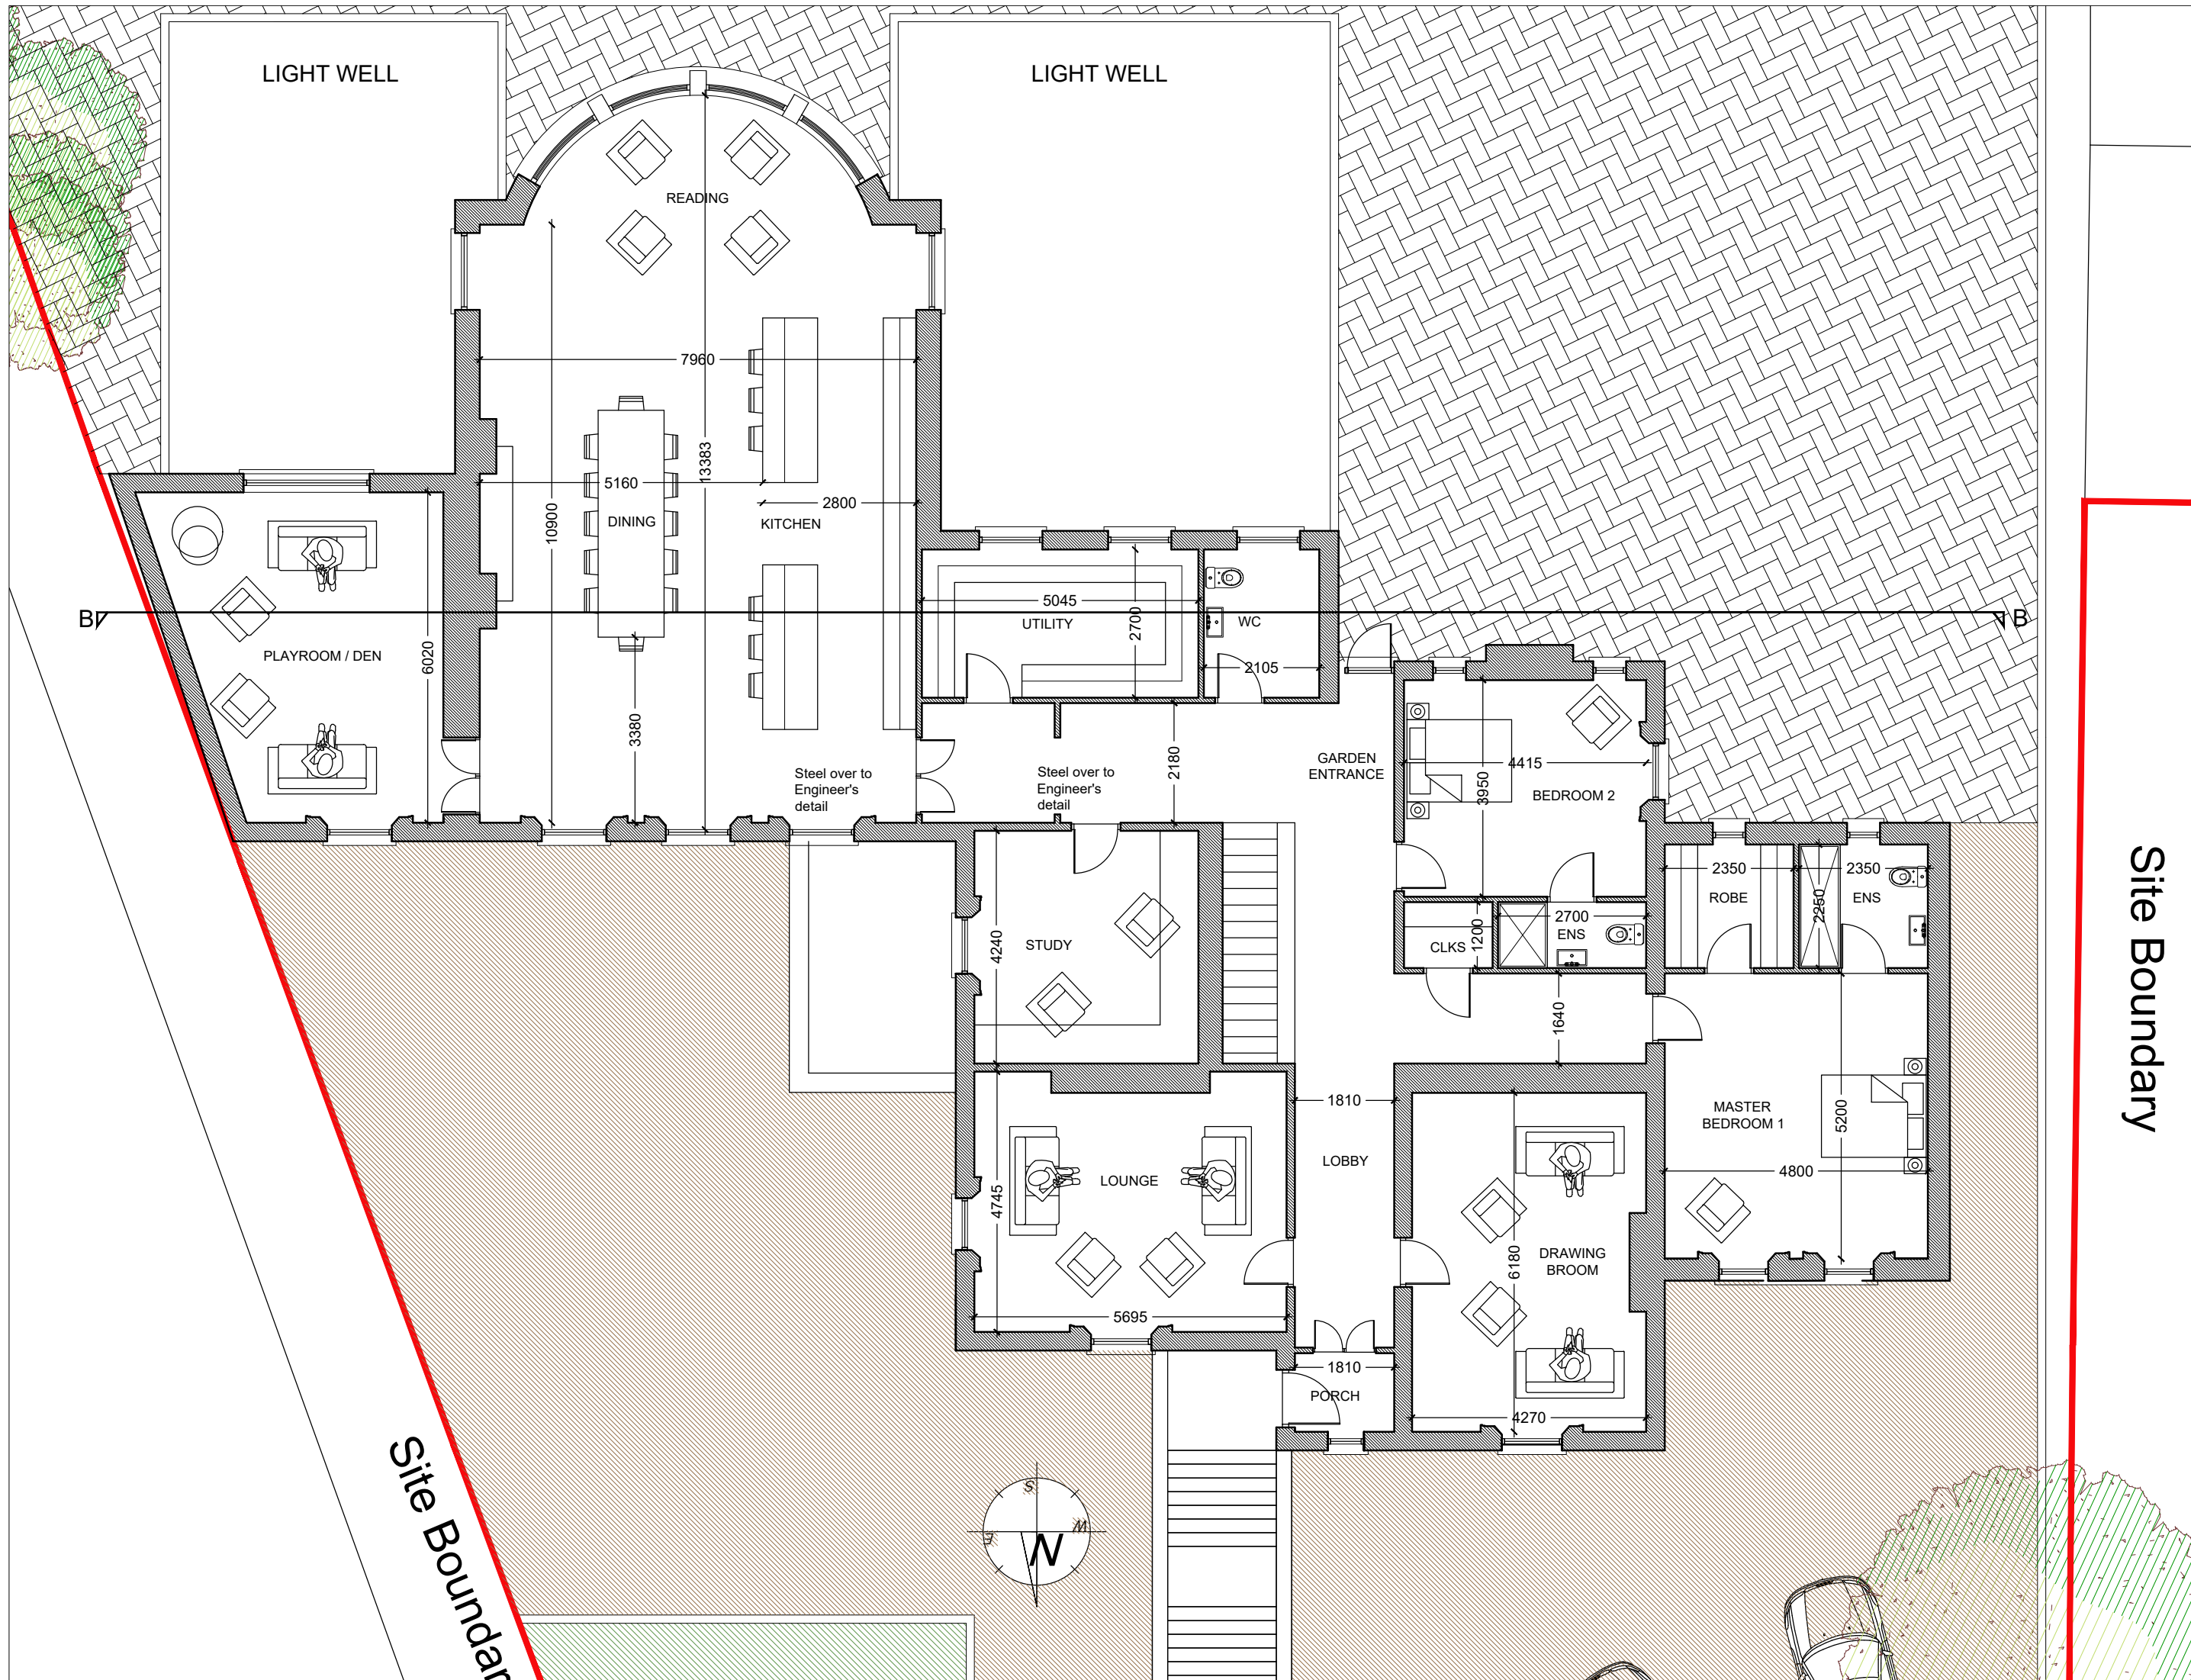 LIGHT WELL
LIGHT WELL
READING
7960
13383
5160
2800
10900
DINING
KITCHEN
5045
UTILITY
2700
WC
2105
B
B
PLAYROOM / DEN
6020
3380
Steel over to
Engineer's
detail
Steel over to
Engineer's
detail
2180
GARDEN
ENTRANCE
4415
3950
BEDROOM 2
2350
ROBE
2250
2350
ENS
2700
ENS
CLKS
1200
4240
STUDY
1640
1810
LOBBY
MASTER
BEDROOM 1
5200
4800
LOUNGE
4745
5695
6180
DRAWING
BROOM
1810
PORCH
4270
Site Boundary
Site Boundar
S
E
W
N